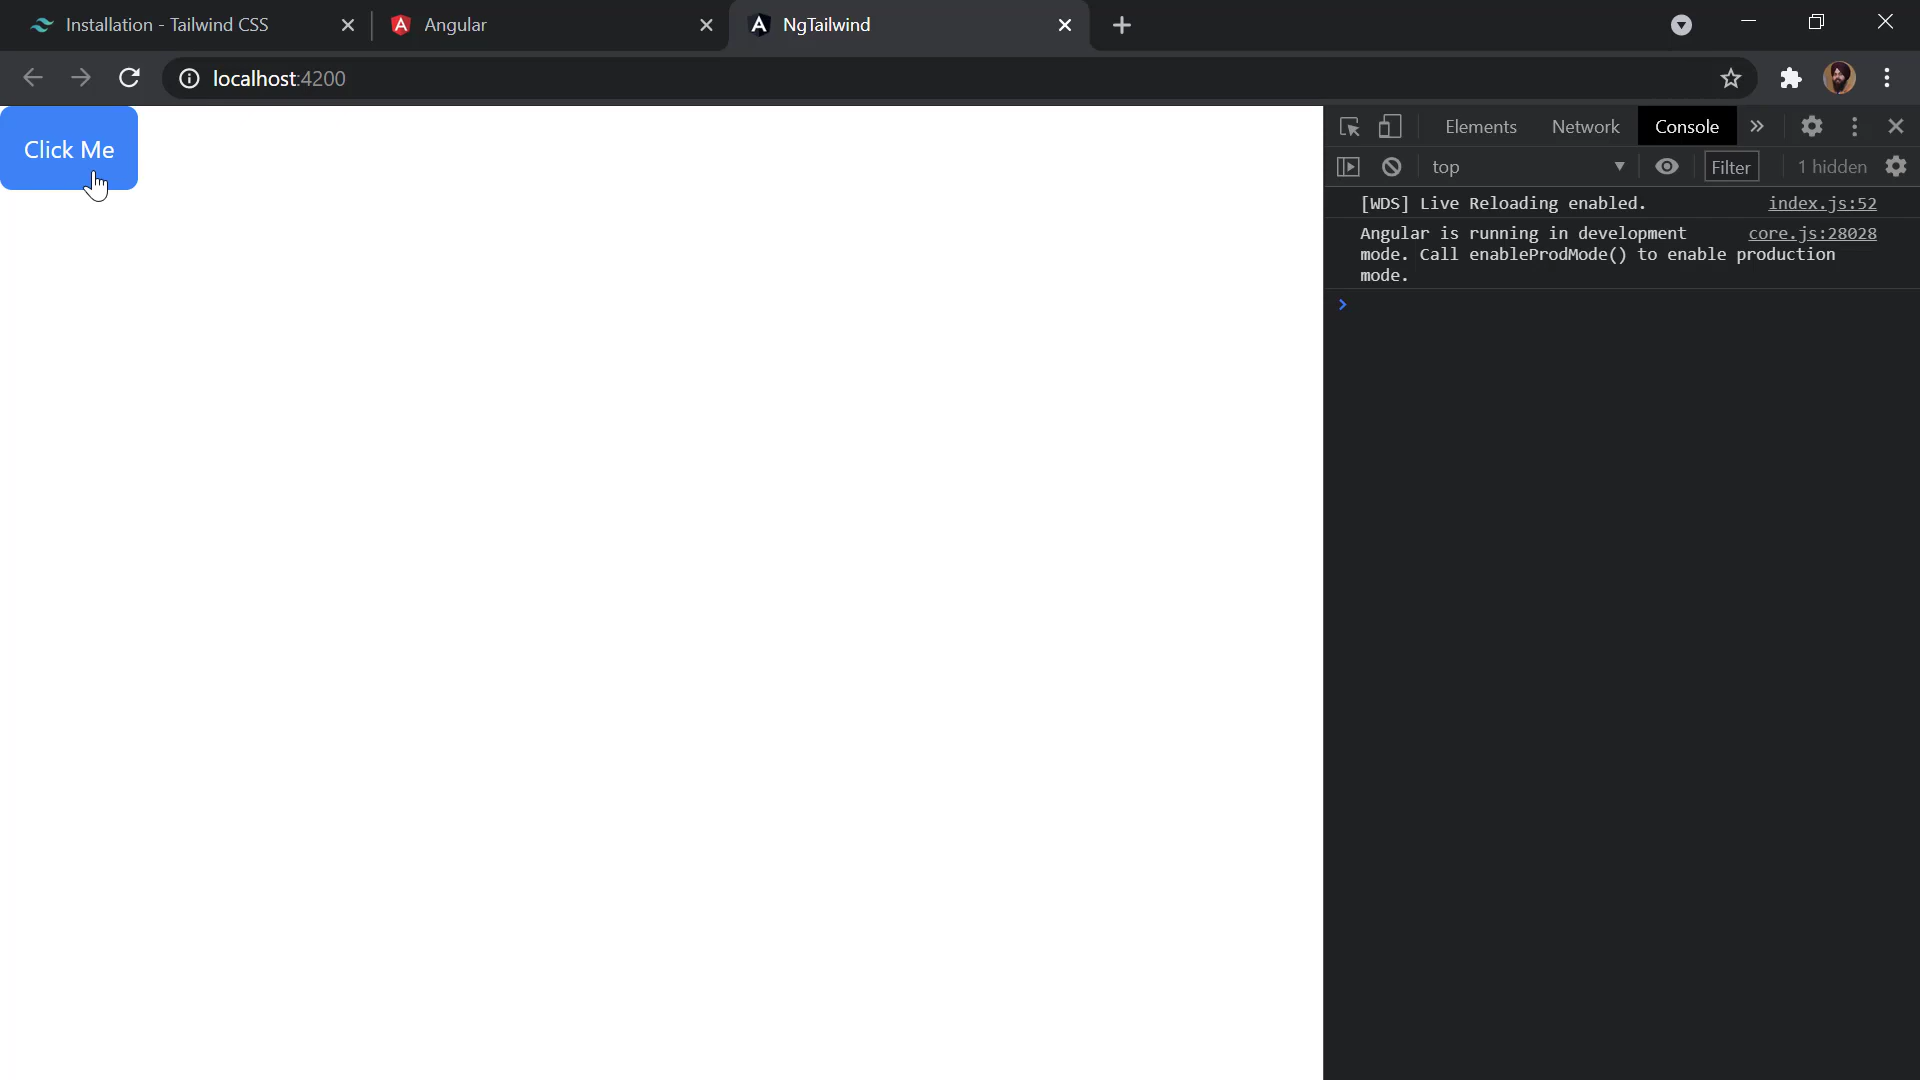 Installation - Tailwind CSS
Angular
NgTailwind
localhost:4200
Click Me
Elements
Network
Console
top
Filter
1 hidden
[WDS] Live Reloading enabled.
index.js:52
Angular is running in development
core.js:28028
mode. Call enableProdMode() to enable production
mode.